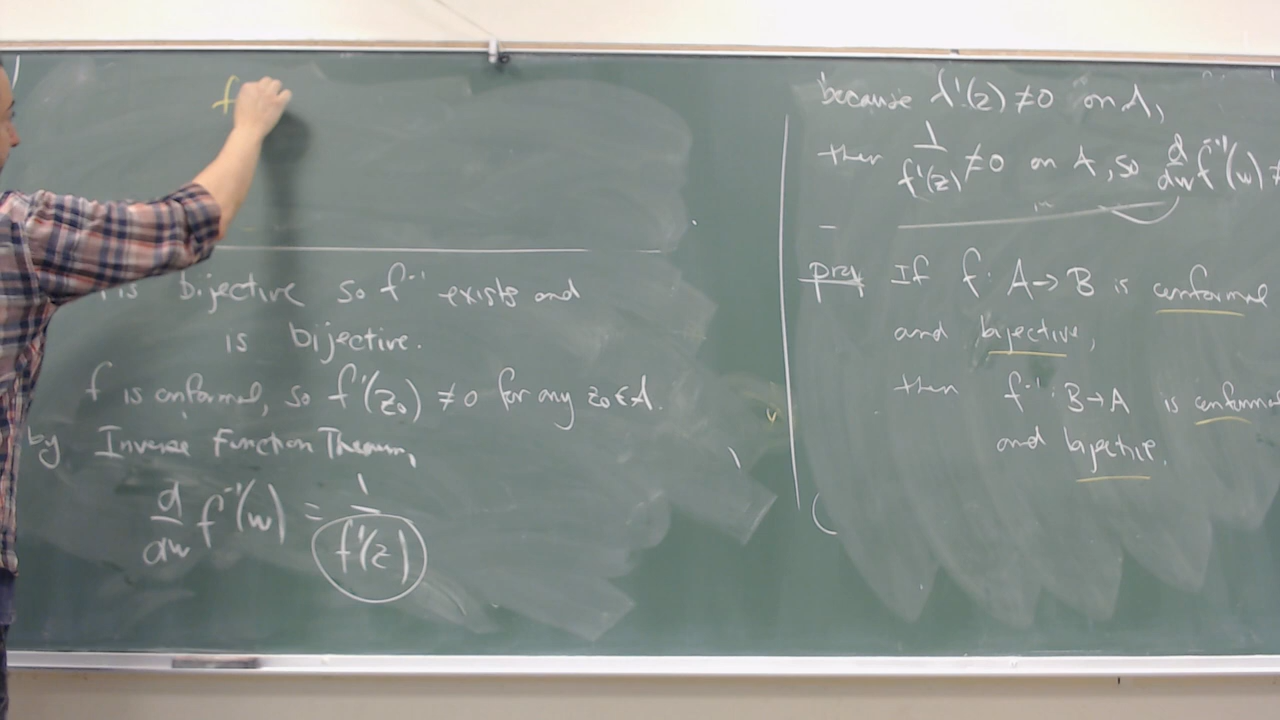 f
is bijective so f⁻¹ exists and
is bijective.
f is conformal, so f'(z₀) ≠ 0 for any z₀ ∈ A.
by Inverse Function Theorem,
d/dw f⁻¹(w) = 1/f'(z)
because f'(z) ≠ 0 on A,
then 1/f'(z) ≠ 0 on A, so d/dw f⁻¹(w) ≠
prop If f: A → B is conformal
and bijective,
then f⁻¹: B → A is conformal
and bijective.